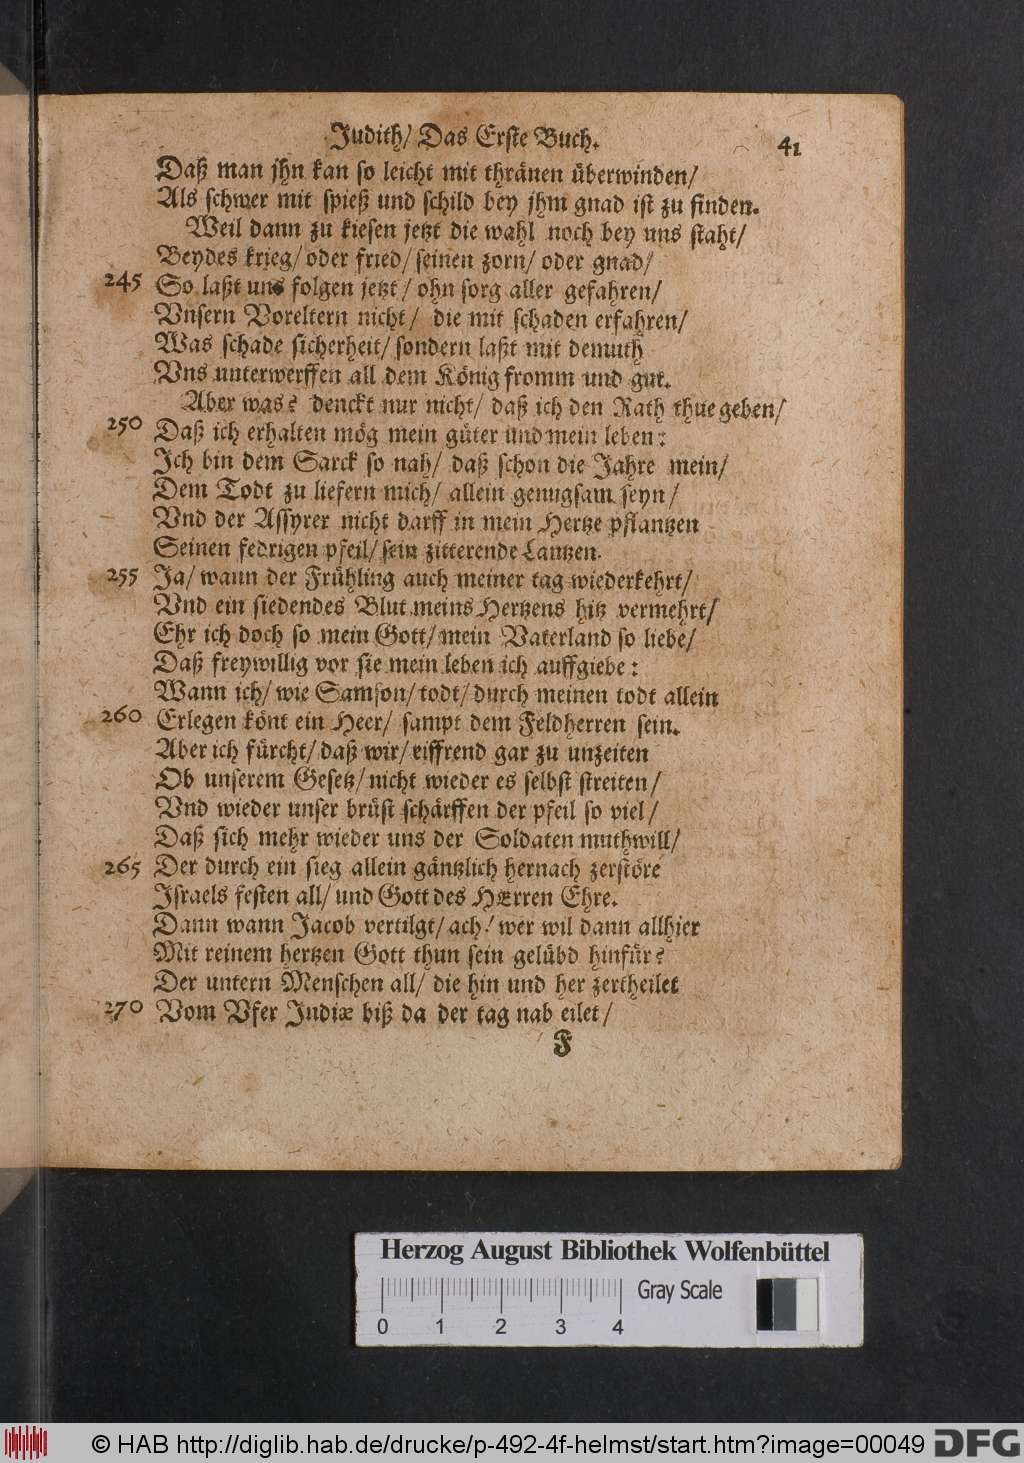 Judith/ Das Erste Buch. 41
Daß man jhn kan so leicht mit thränen überwinden/
Als schwer mit spieß und schild bey jhm gnad ist zu finden.
Weil dann zu kiesen jetzt die wahl noch bey uns staht/
Beydes krieg/ oder fried/ seinen zorn/ oder gnad/
245 So laßt uns folgen jetzt/ ohn sorg aller gefahren/
Vnsern Voreltern nicht/ die mit schaden erfahren/
Was schade sicherheit/ sondern laßt mit demuth
Vns unterwerffen all dem König fromm und gut.
Aber was? denckt nur nicht/ daß ich den Rath thue geben/
250 Daß ich erhalten mög mein güter und mein leben:
Ich bin dem Sarck so nah/ daß schon die Jahre mein/
Dem Todt zu liefern mich/ allein genugsam seyn/
Vnd der Assyrer nicht darff in mein Hertze pflantzen
Seinen fedrigen pfeil/ sein zitterende Lantzen.
255 Ja/ wann der Frühling auch meiner tag wiederkehrt/
Vnd ein siedendes Blut meins Hertzens hitz vermehrt/
Ehr ich doch so mein Gott/ mein Vaterland so liebe/
Daß freywillig vor sie mein leben ich auffgiebe:
Wann ich/ wie Samson/ todt/ durch meinen todt allein
260 Erlegen könt ein Heer/ sampt dem Feldherren sein.
Aber ich fürcht/ daß wir/ eiffrend gar zu unzeiten
Ob unserem Gesetz/ nicht wieder es selbst streiten/
Vnd wieder unser brüst schärffen der pfeil so viel/
Daß sich mehr wieder uns der Soldaten muthwill/
265 Der durch ein sieg allein gäntzlich hernach zerstöre
Israels festen all/ und Gott des HErren Ehre.
Dann wann Jacob vertilgt/ ach! wer wil dann allhier
Mit reinem hertzen Gott thun sein gelübd hinfür?
Der untern Menschen all/ die hin und her zertheilet
270 Vom Vfer Indiæ biß da der tag nab eilet/
F
Herzog August Bibliothek Wolfenbüttel
Gray Scale
0 1 2 3 4
© HAB http://diglib.hab.de/drucke/p-492-4f-helmst/start.htm?image=00049 DFG